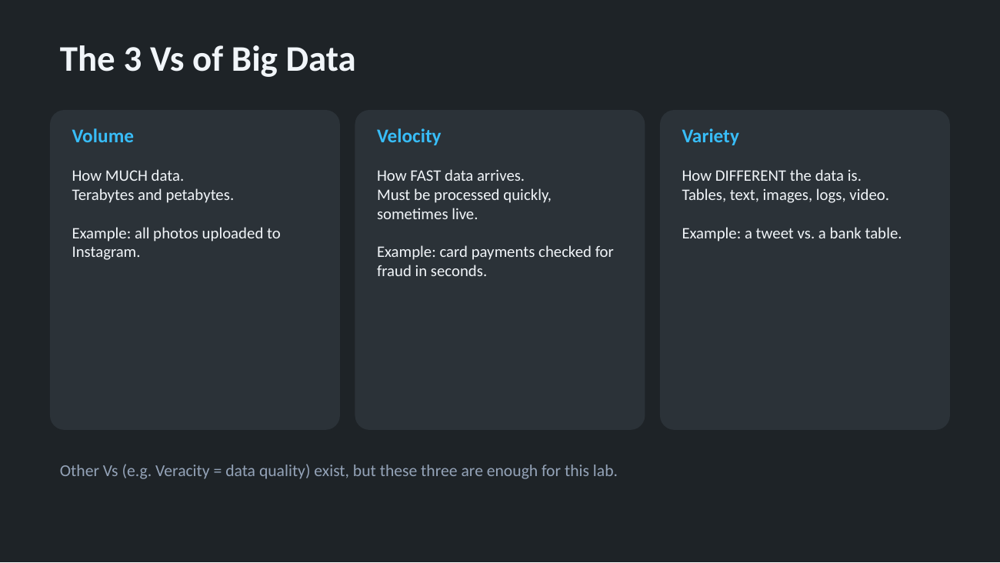 The 3 Vs of Big Data
Volume
How MUCH data.
Terabytes and petabytes.
Example: all photos uploaded to
Instagram.
Velocity
How FAST data arrives.
Must be processed quickly,
sometimes live.
Example: card payments checked for
fraud in seconds.
Variety
How DIFFERENT the data is.
Tables, text, images, logs, video.
Example: a tweet vs. a bank table.
Other Vs (e.g. Veracity = data quality) exist, but these three are enough for this lab.